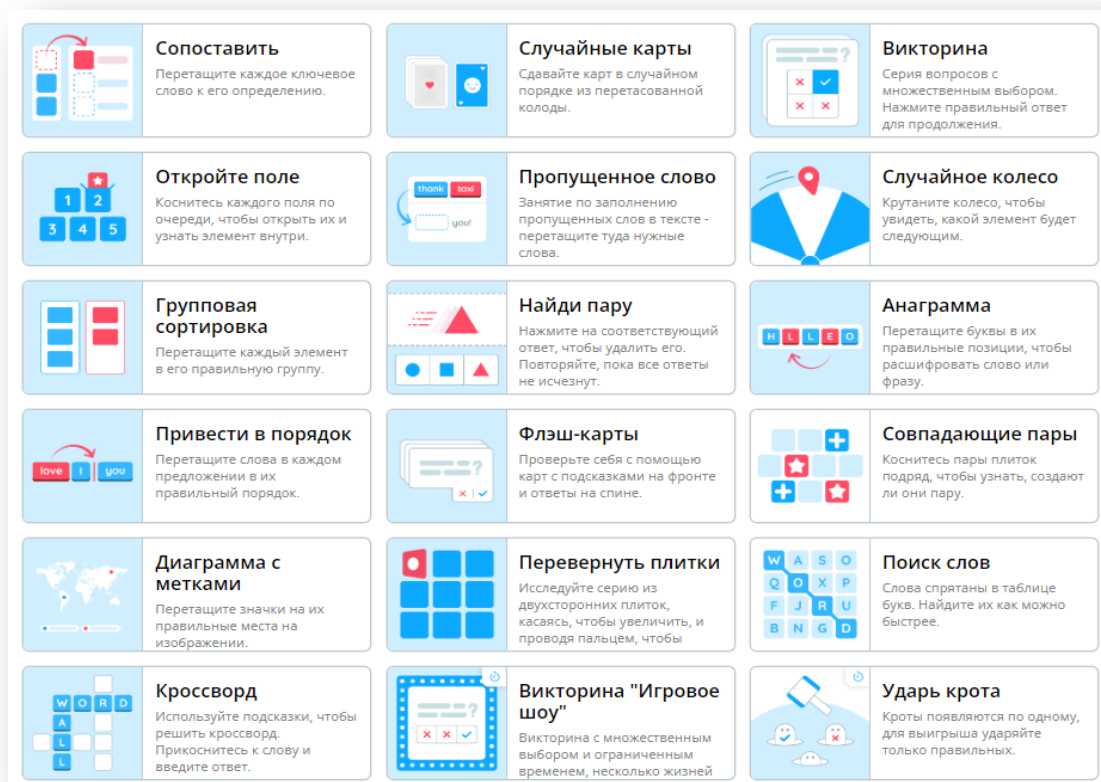 Сопоставить
Перетащите каждое ключевое
слово к его определению.
Случайные карты
Сдавайте карт в случайном
порядке из перетасованной
колоды.
?
Викторина
Серия вопросов с
множественным выбором.
Нажмите правильный ответ
для продолжения.
1 2
3 4 5
Откройте поле
Коснитесь каждого поля по
очереди, чтобы открыть их и
узнать элемент внутри.
thank taxi
you!
Пропущенное слово
Занятие по заполнению
пропущенных слов в тексте -
перетащите туда нужные
слова.
Случайное колесо
Крутаните колесо, чтобы
увидеть, какой элемент будет
следующим.
Групповая
сортировка
Перетащите каждый элемент
в его правильную группу.
Найди пару
Нажмите на соответствующий
ответ, чтобы удалить его.
Повторяйте, пока все ответы
не исчезнут.
H L L E O
Анаграмма
Перетащите буквы в их
правильные позиции, чтобы
расшифровать слово или
фразу.
love I you
Привести в порядок
Перетащите слова в каждом
предложении в их
правильный порядок.
?
Флэш-карты
Проверьте себя с помощью
карт с подсказками на фронте
и ответы на спине.
Совпадающие пары
Коснитесь пары плиток
подряд, чтобы узнать, создают
ли они пару.
Диаграмма с
метками
Перетащите значки на их
правильные места на
изображении.
Перевернуть плитки
Исследуйте серию из
двухсторонних плиток,
касаясь, чтобы увеличить, и
проводя пальцем, чтобы
W A S O
Q O X P
F J R U
B N G D
Поиск слов
Слова спрятаны в таблице
букв. Найдите их как можно
быстрее.
W O R D
A
L
L
Кроссворд
Используйте подсказки, чтобы
решить кроссворд.
Прикоснитесь к слову и
введите ответ.
?
Викторина "Игровое
шоу"
Викторина с множественным
выбором и ограниченным
временем, несколько жизней
Ударь крота
Кроты появляются по одному,
для выигрыша ударяйте
только правильных.